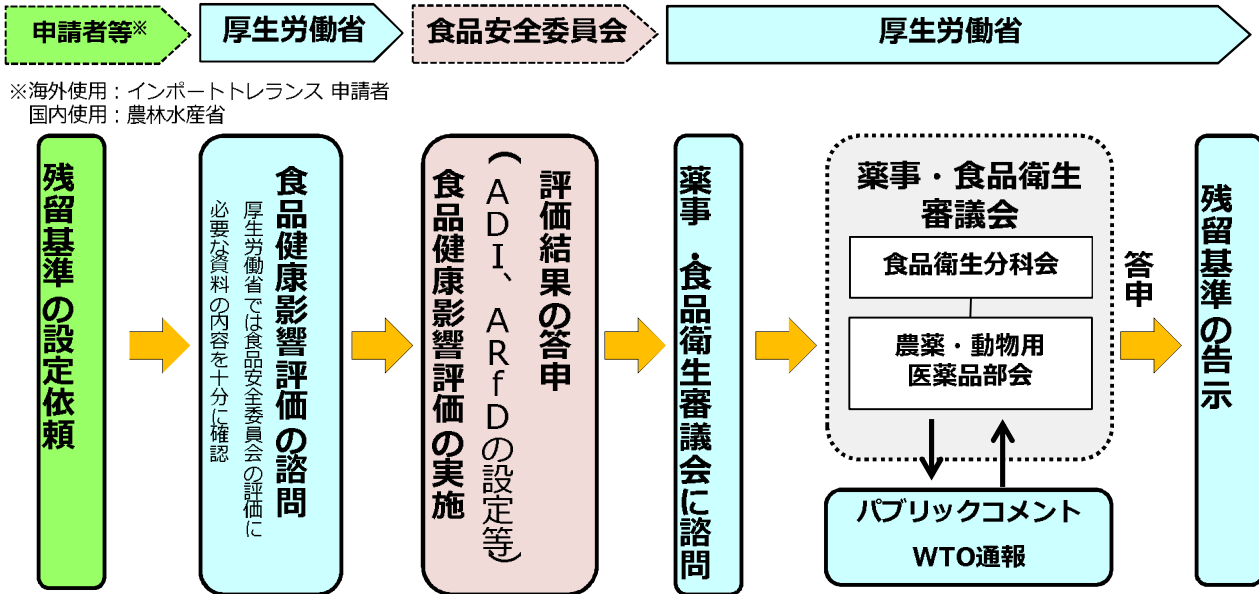 申請者等※
厚生労働省
食品安全委員会
厚生労働省
※海外使用：インポートトレランス 申請者
国内使用：農林水産省
残留基準の設定依頼
食品健康影響評価の諮問
厚生労働省では食品安全委員会の評価に
必要な資料の内容を十分に確認
評価結果の答申
（ＡＤＩ、ＡＲｆＤの設定等）
食品健康影響評価の実施
薬事・食品衛生審議会に諮問
薬事・食品衛生
審議会
食品衛生分科会
農薬・動物用
医薬品部会
パブリックコメント
WTO通報
答申
残留基準の告示